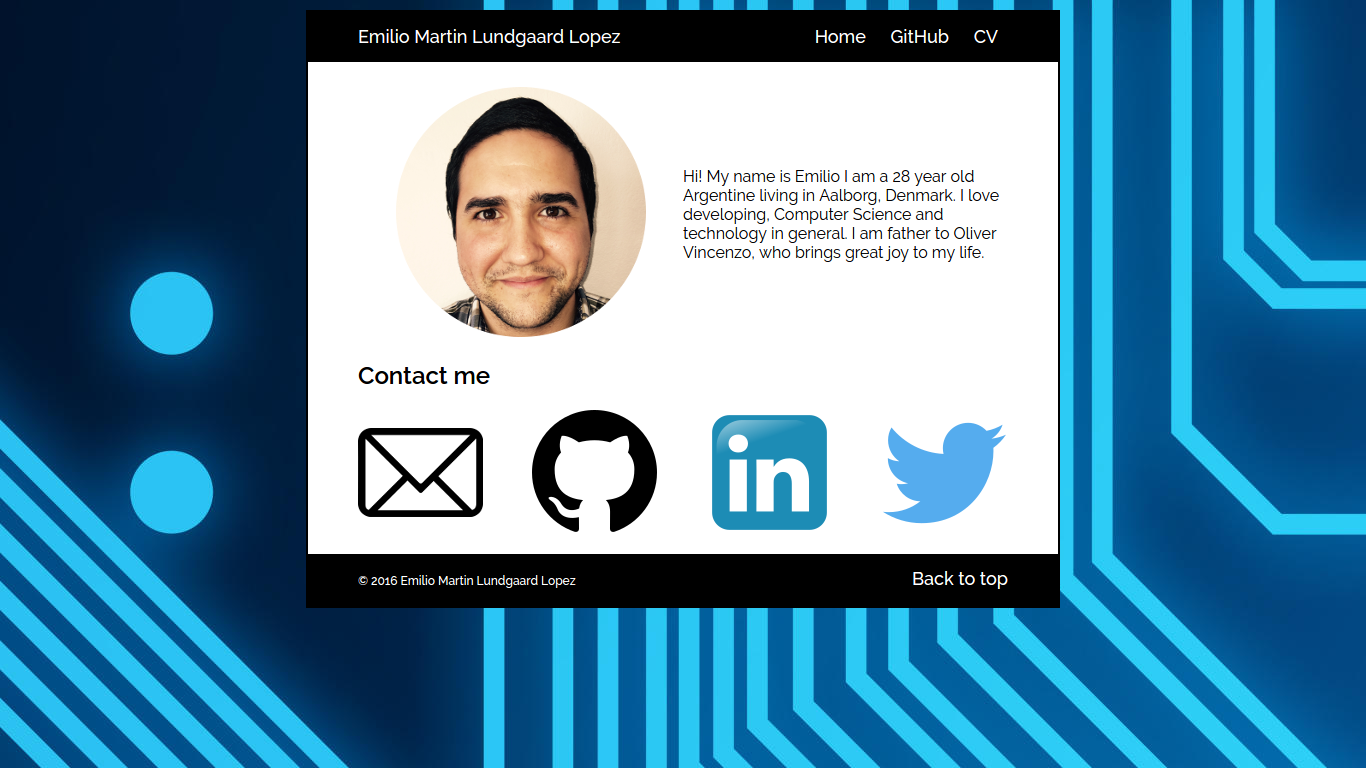 Emilio Martin Lundgaard Lopez Home GitHub CV
Hi! My name is Emilio I am a 28 year old
Argentine living in Aalborg, Denmark. I love
developing, Computer Science and
technology in general. I am father to Oliver
Vincenzo, who brings great joy to my life.
Contact me
in
© 2016 Emilio Martin Lundgaard Lopez Back to top